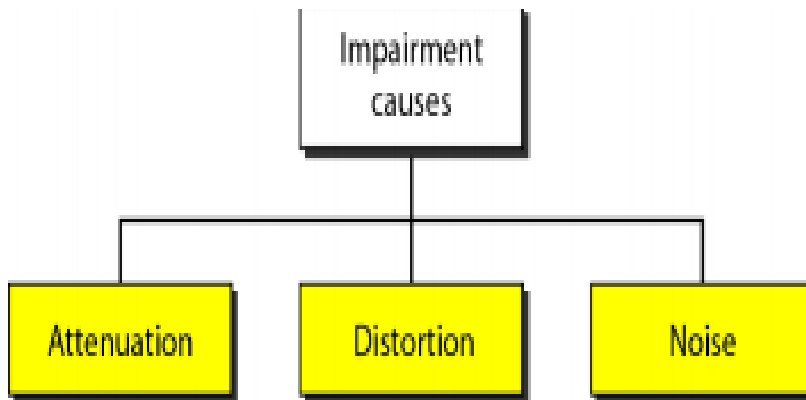 Impairment
causes
Attenuation
Distortion
Noise